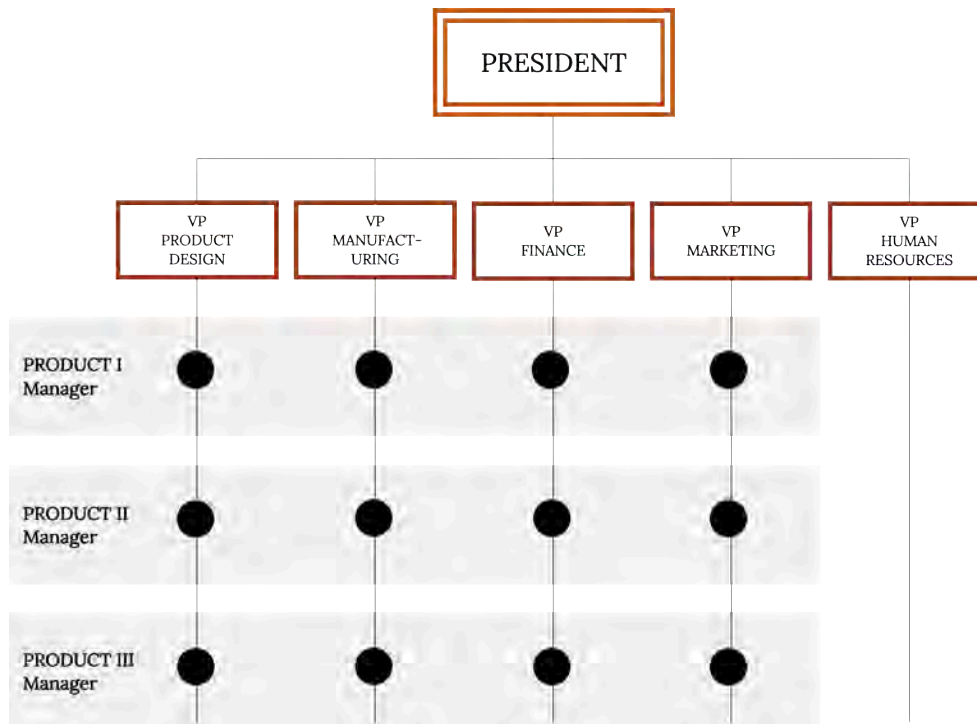 PRESIDENT
VP
PRODUCT
DESIGN
VP
MANUFACT-
URING
VP
FINANCE
VP
MARKETING
VP
HUMAN
RESOURCES
PRODUCT I
Manager
PRODUCT II
Manager
PRODUCT III
Manager